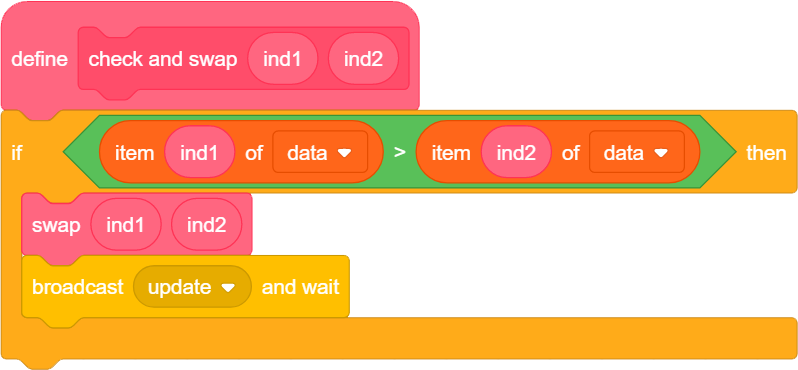 define check and swap ind1 ind2
if item ind1 of data > item ind2 of data then
swap ind1 ind2
broadcast update and wait